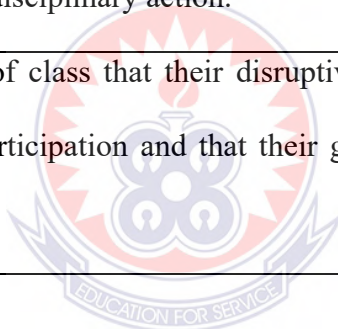 disciplinary action.
of class that their disruptiv
rticipation and that their g
EDUCATION FOR SERVICE